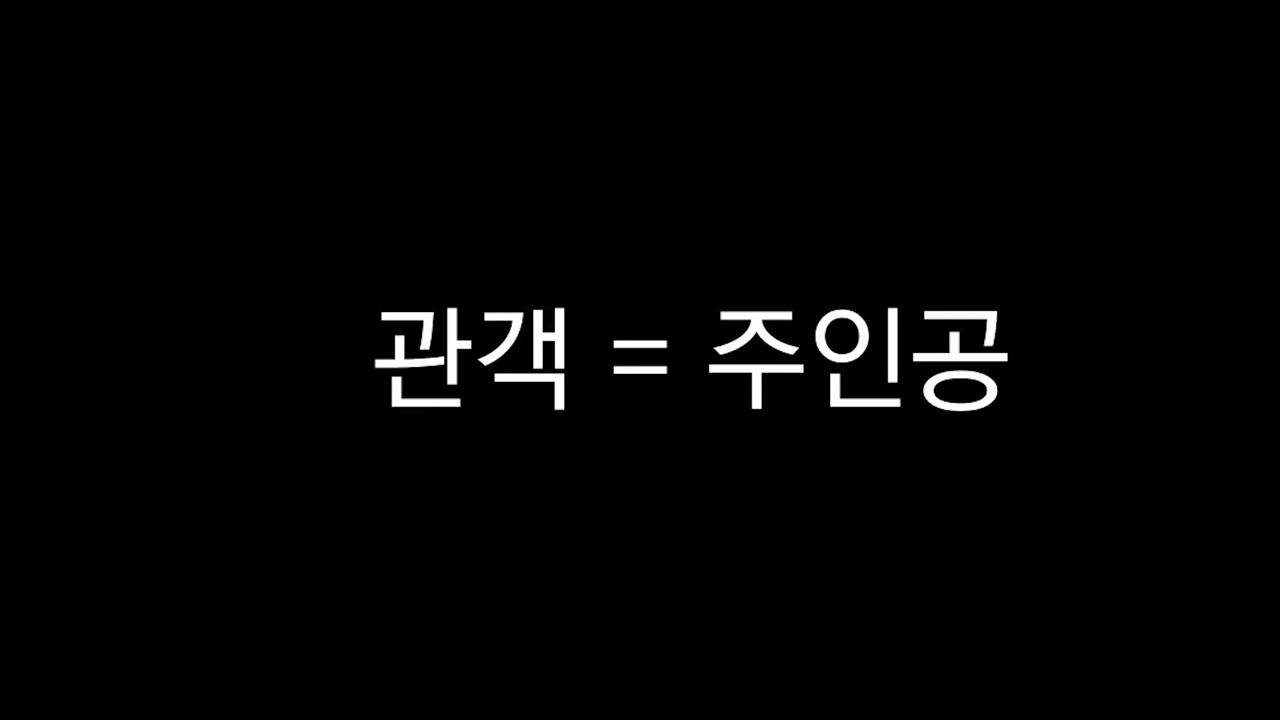 관객 = 주인공